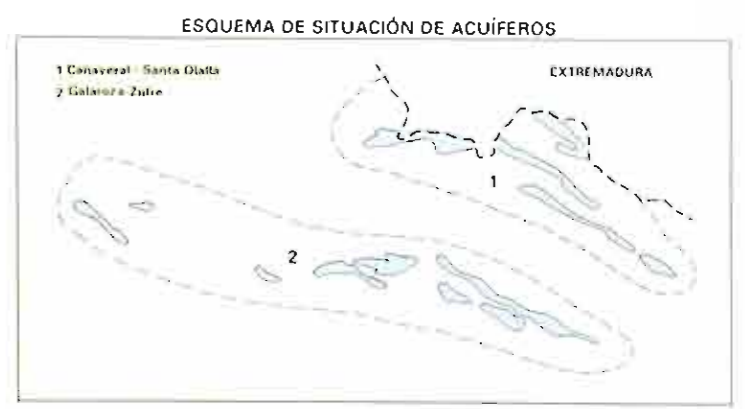 ESQUEMA DE SITUACIÓN DE ACUÍFEROS
1 Cañaveral - Santa Olalla
EXTREMADURA
2 Galaroza-Zufre
1
2